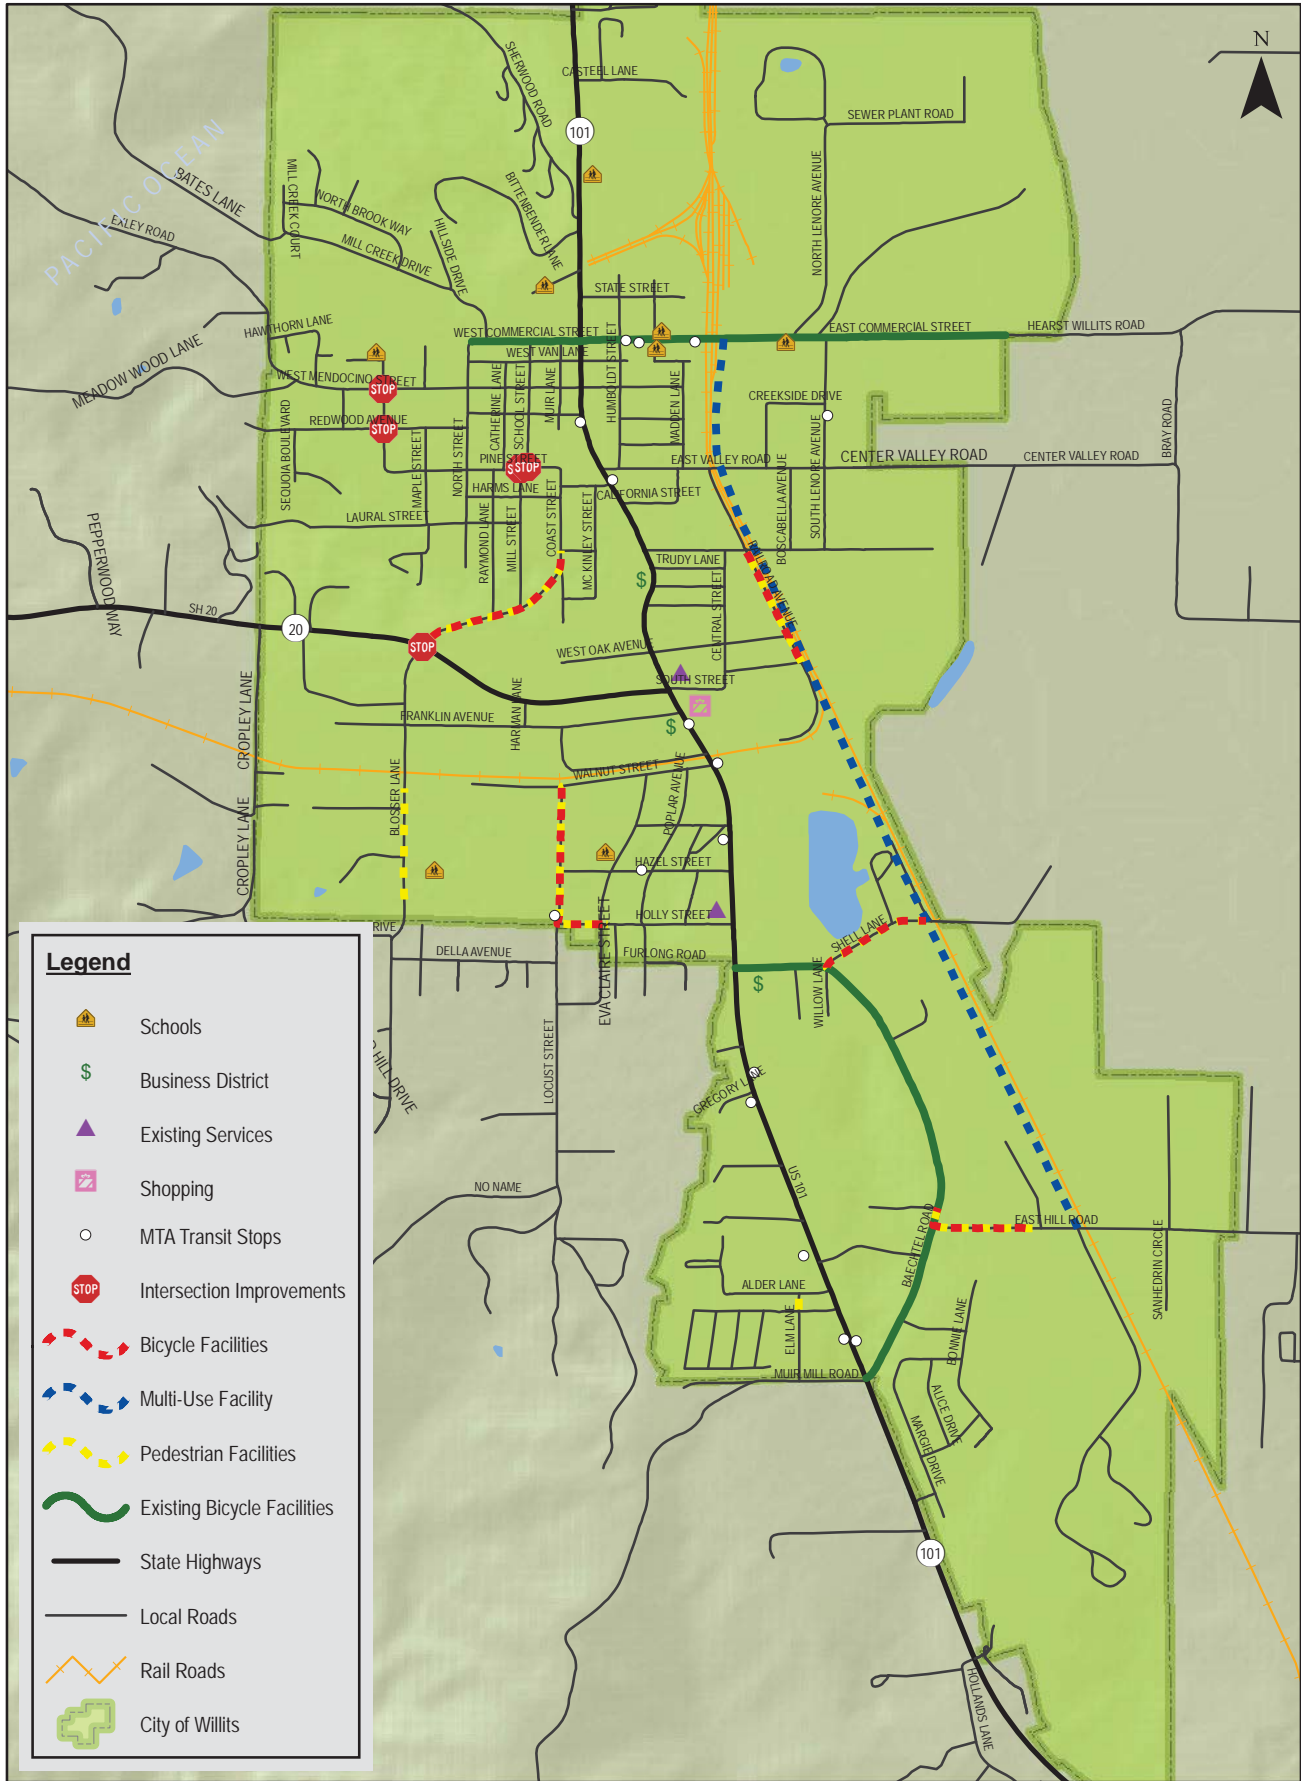 N
SHERWOOD ROAD
CASTEEL LANE
101
SEWER PLANT ROAD
PACIFIC OCEAN
BATES LANE
EXLEY ROAD
MILL CREEK COURT
NORTH BROOK WAY
MILL CREEK DRIVE
HILLSIDE DRIVE
BITTENBENDER LANE
NORTH LENORE AVENUE
STATE STREET
HAWTHORN LANE
WEST COMMERCIAL STREET
EAST COMMERCIAL STREET
HEARST WILLITS ROAD
MEADOW WOOD LANE
WEST VAN LANE
HUMBOLDT STREET
WEST MENDOCINO STREET
STOP
CATHERINE LANE
SCHOOL STREET
MUIR LANE
MADDEN LANE
CREEKSIDE DRIVE
REDWOOD AVENUE
STOP
SEQUOIA BOULEVARD
MAPLE STREET
NORTH STREET
SOUTH LENORE AVENUE
BRAY ROAD
PINE STREET
STOP
EAST VALLEY ROAD
CENTER VALLEY ROAD
CENTER VALLEY ROAD
HARMS LANE
CALIFORNIA STREET
BOSCABELLA AVENUE
LAURAL STREET
RAYMOND LANE
MILL STREET
COAST STREET
MC KINLEY STREET
PEPPERWOOD WAY
TRUDY LANE
RAILROAD AVENUE
$
CENTRAL STREET
SH 20
20
STOP
WEST OAK AVENUE
SOUTH STREET
CROPLEY LANE
FRANKLIN AVENUE
HARMAN LANE
$
WALNUT STREET
BLOSSER LANE
POPLAR AVENUE
CROPLEY LANE
HAZEL STREET
HOLLY STREET
SHELL LANE
RIVE
DELLA AVENUE
EVA CLAIRE STREET
FURLONG ROAD
$
WILLOW LANE
LOCUST STREET
HILL DRIVE
GREGORY LANE
US 101
NO NAME
BAECHTEL ROAD
EAST HILL ROAD
SANHEDRIN CIRCLE
ALDER LANE
ELM LANE
BONNIE LANE
MUIR MILL ROAD
ALICE DRIVE
MARGIE DRIVE
101
HOLLANDS LANE
Legend
Schools
$ Business District
Existing Services
Shopping
MTA Transit Stops
STOP Intersection Improvements
Bicycle Facilities
Multi-Use Facility
Pedestrian Facilities
Existing Bicycle Facilities
State Highways
Local Roads
Rail Roads
City of Willits